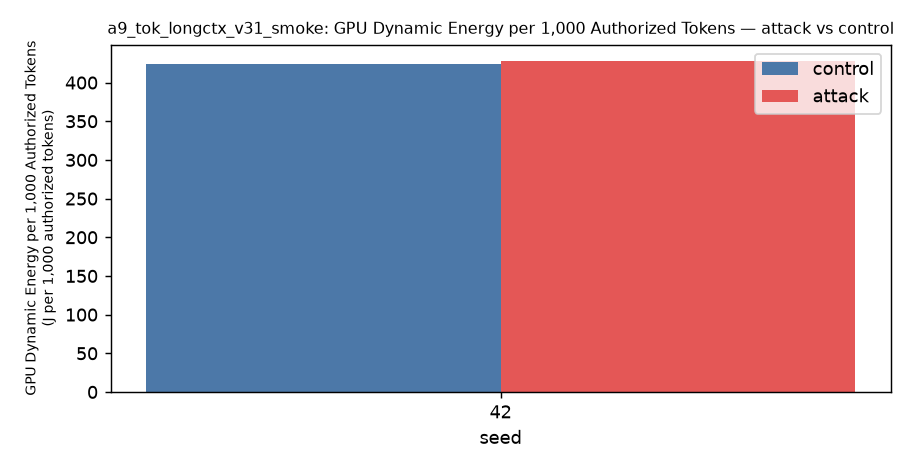 a9_tok_longctx_v31_smoke: GPU Dynamic Energy per 1,000 Authorized Tokens — attack vs control
GPU Dynamic Energy per 1,000 Authorized Tokens
(J per 1,000 authorized tokens)
400
350
300
250
200
150
100
50
0
control
attack
42
seed